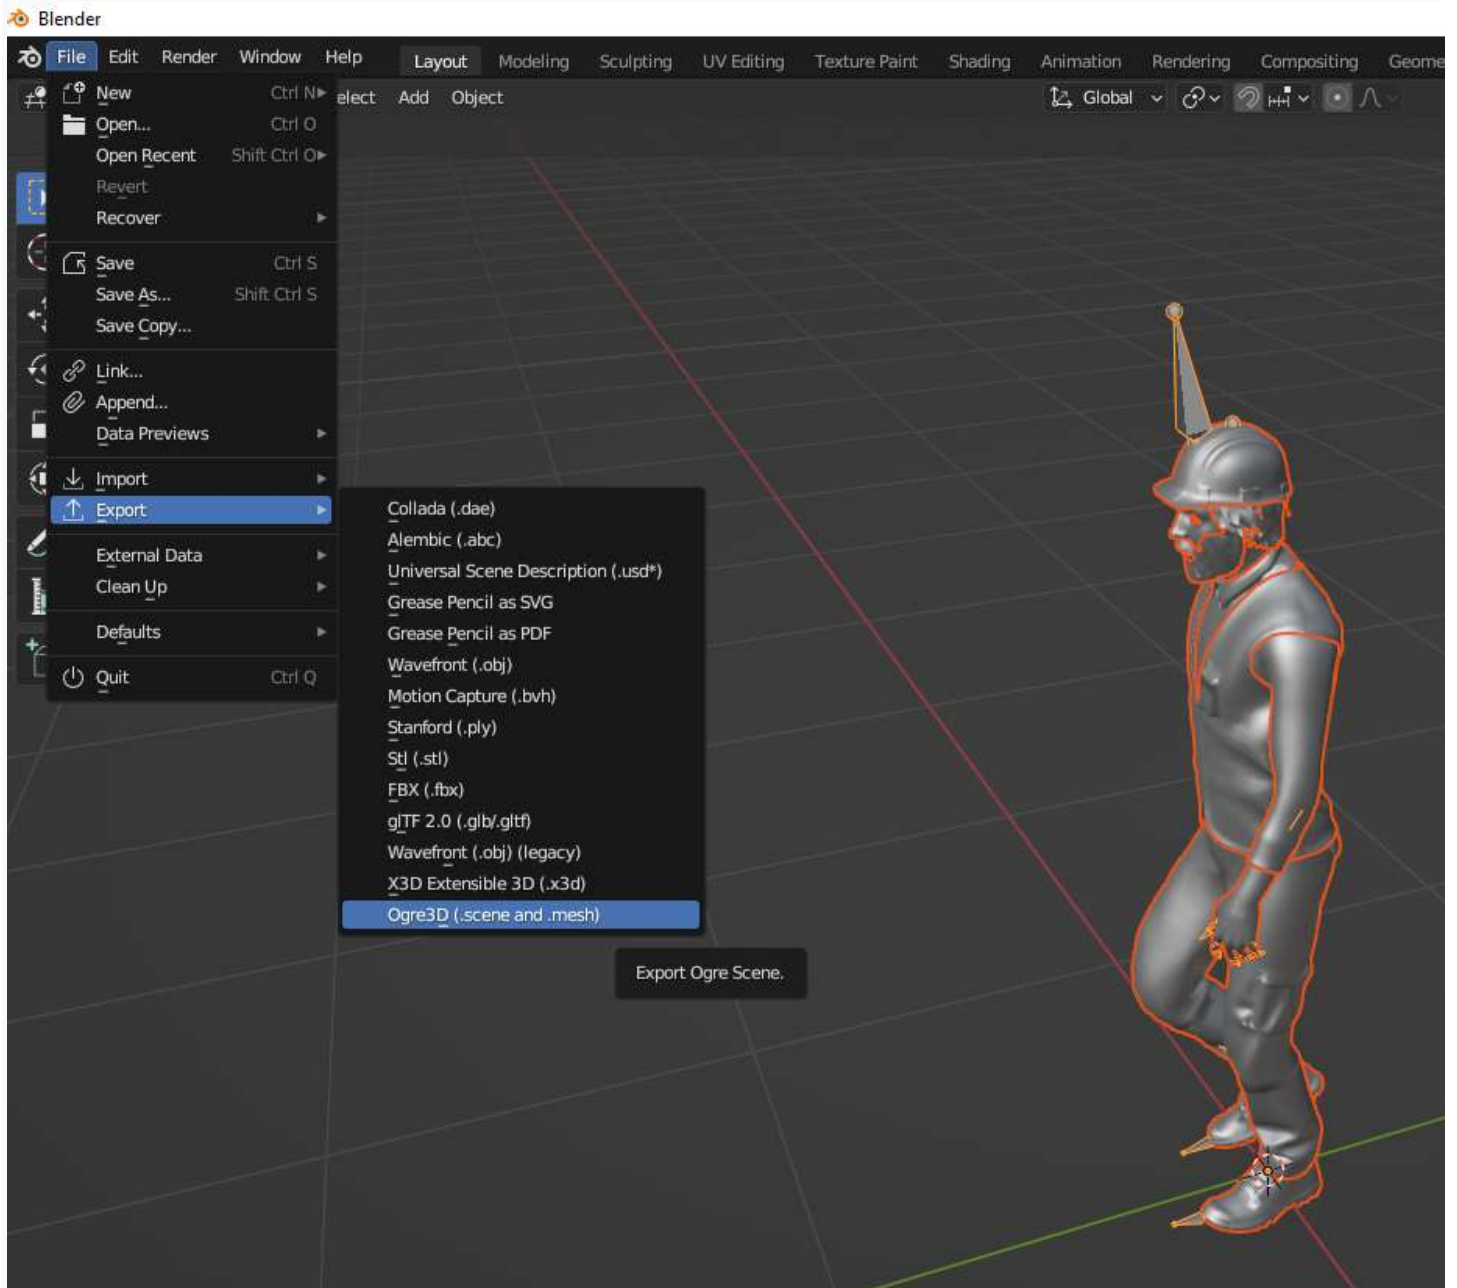 Blender
File Edit Render Window Help Layout Modeling Sculpting UV Editing Texture Paint Shading Animation Rendering Compositing Geome
elect Add Object Global
New Ctrl N
Open... Ctrl O
Open Recent Shift Ctrl O
Revert
Recover
Save Ctrl S
Save As... Shift Ctrl S
Save Copy...
Link...
Append...
Data Previews
Import
Export
External Data
Clean Up
Defaults
Quit Ctrl Q
Collada (.dae)
Alembic (.abc)
Universal Scene Description (.usd*)
Grease Pencil as SVG
Grease Pencil as PDF
Wavefront (.obj)
Motion Capture (.bvh)
Stanford (.ply)
Stl (.stl)
FBX (.fbx)
glTF 2.0 (.glb/.gltf)
Wavefront (.obj) (legacy)
X3D Extensible 3D (.x3d)
Ogre3D (.scene and .mesh)
Export Ogre Scene.